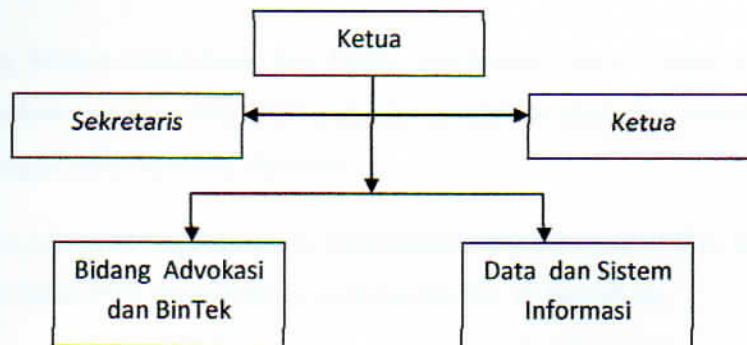 Ketua
Sekretaris
Ketua
Bidang Advokasi
dan BinTek
Data dan Sistem
Informasi